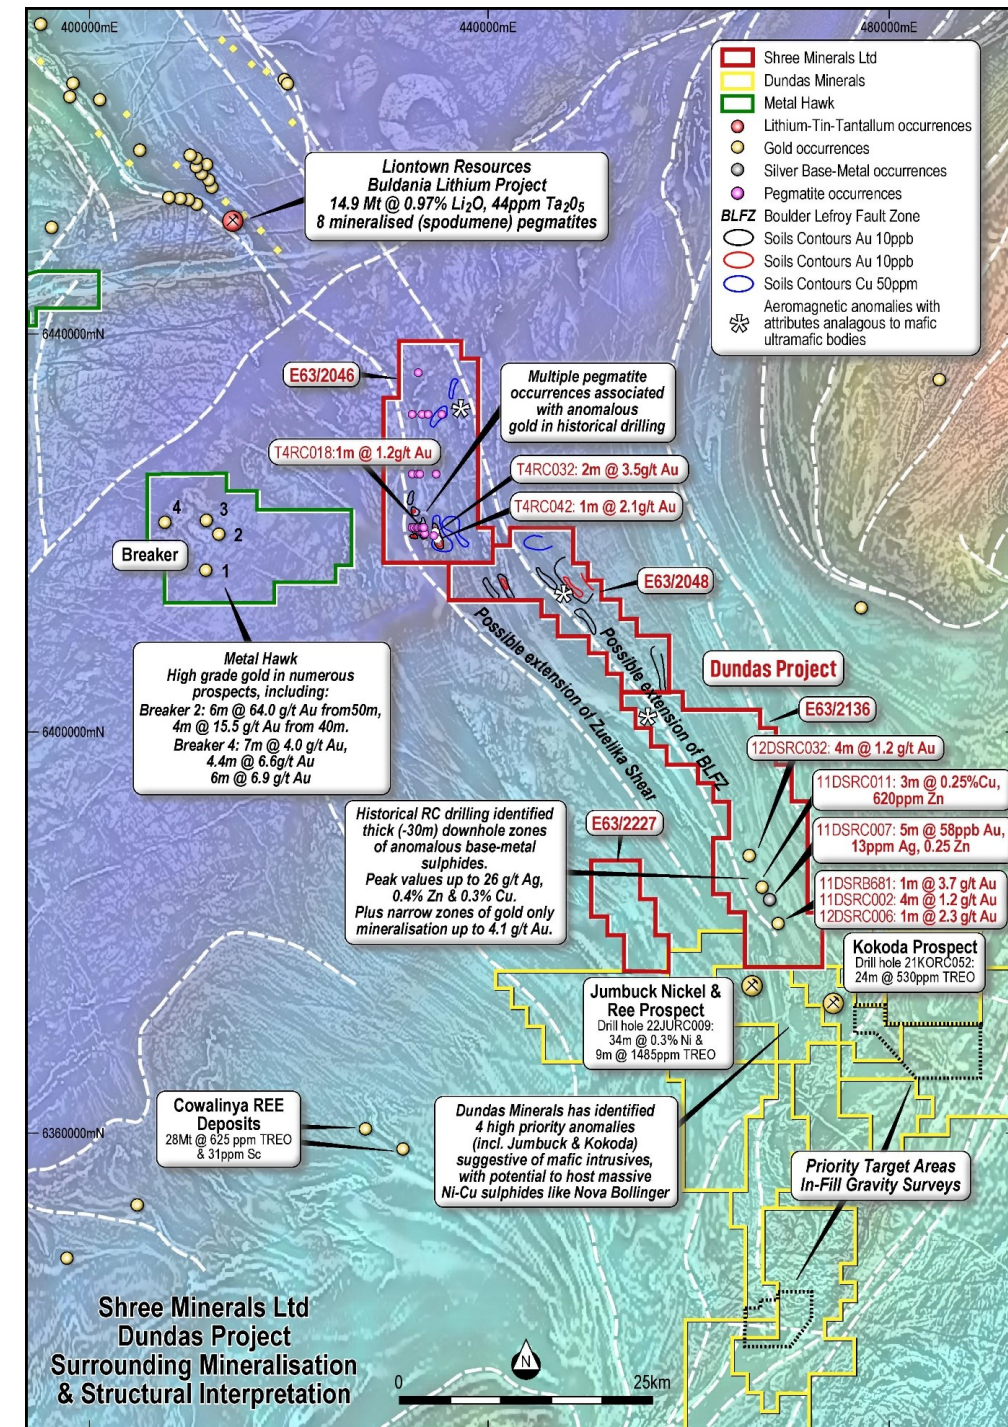 400000mE
440000mE
480000mE
Shree Minerals Ltd
Dundas Minerals
Metal Hawk
Lithium-Tin-Tantallum occurrences
Gold occurrences
Silver Base-Metal occurrences
Pegmatite occurrences
BLFZ Boulder Lefroy Fault Zone
Soils Contours Au 10ppb
Soils Contours Au 10ppb
Soils Contours Cu 50ppm
Aeromagnetic anomalies with
attributes analagous to mafic
ultramafic bodies
Liontown Resources
Buldania Lithium Project
14.9 Mt @ 0.97% Li2O, 44ppm Ta2O5
8 mineralised (spodumene) pegmatites
6440000mN
E63/2046
Multiple pegmatite
occurrences associated
with anomalous
gold in historical drilling
T4RC018:1m @ 1.2g/t Au
T4RC032: 2m @ 3.5g/t Au
T4RC042: 1m @ 2.1g/t Au
4
3
2
1
Breaker
E63/2048
Possible extension of Zuelika Shear
Possible extension of BLFZ
Metal Hawk
High grade gold in numerous
prospects, including:
Breaker 2: 6m @ 64.0 g/t Au from50m,
4m @ 15.5 g/t Au from 40m.
Breaker 4: 7m @ 4.0 g/t Au,
4.4m @ 6.6g/t Au
6m @ 6.9 g/t Au
Dundas Project
E63/2136
6400000mN
12DSRC032: 4m @ 1.2 g/t Au
11DSRC011: 3m @ 0.25%Cu,
620ppm Zn
11DSRC007: 5m @ 58ppb Au,
13ppm Ag, 0.25 Zn
11DSRB681: 1m @ 3.7 g/t Au
11DSRC002: 4m @ 1.2 g/t Au
12DSRC006: 1m @ 2.3 g/t Au
Historical RC drilling identified
thick (-30m) downhole zones
of anomalous base-metal
sulphides.
Peak values up to 26 g/t Ag,
0.4% Zn & 0.3% Cu.
Plus narrow zones of gold only
mineralisation up to 4.1 g/t Au.
E63/2227
Kokoda Prospect
Drill hole 21KORC052:
24m @ 530ppm TREO
Jumbuck Nickel &
Ree Prospect
Drill hole 22JURC009:
34m @ 0.3% Ni &
9m @ 1485ppm TREO
Cowalinya REE
Deposits
28Mt @ 625 ppm TREO
& 31ppm Sc
6360000mN
Dundas Minerals has identified
4 high priority anomalies
(incl. Jumbuck & Kokoda)
suggestive of mafic intrusives,
with potential to host massive
Ni-Cu sulphides like Nova Bollinger
Priority Target Areas
In-Fill Gravity Surveys
Shree Minerals Ltd
Dundas Project
Surrounding Mineralisation
& Structural Interpretation
N
0
25km